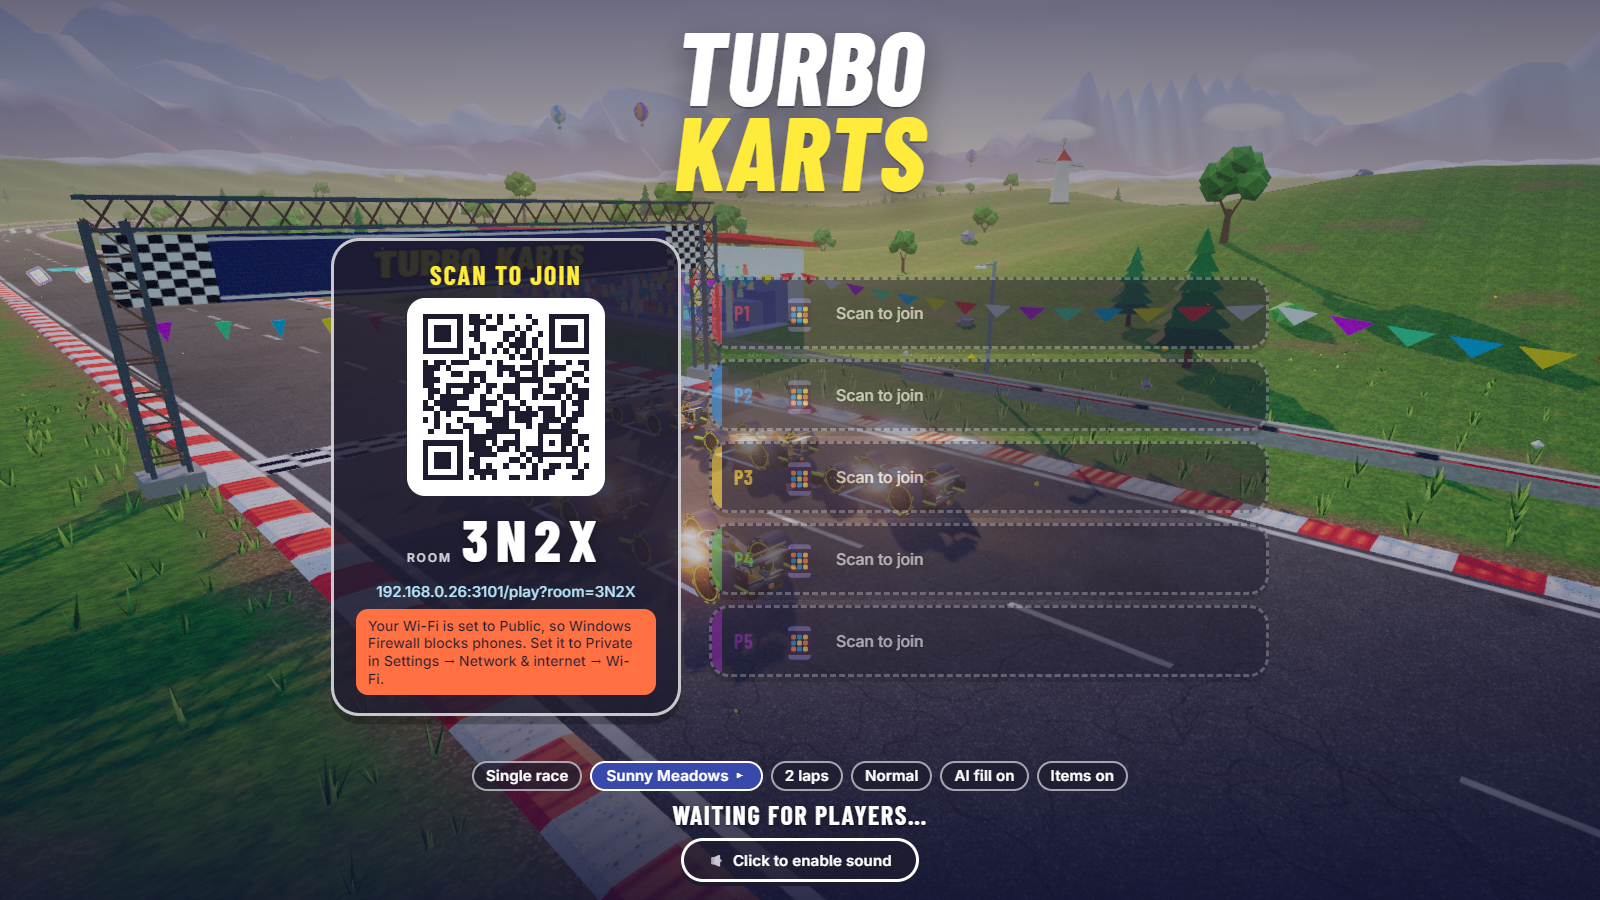 TURBO
KARTS
TURBO KARTS
SCAN TO JOIN
ROOM 3N2X
192.168.0.26:3101/play?room=3N2X
Your Wi-Fi is set to Public, so Windows
Firewall blocks phones. Set it to Private
in Settings → Network & internet → Wi-
Fi.
P1 Scan to join
P2 Scan to join
P3 Scan to join
P4 Scan to join
P5 Scan to join
Single race Sunny Meadows ▸ 2 laps Normal AI fill on Items on
WAITING FOR PLAYERS...
Click to enable sound